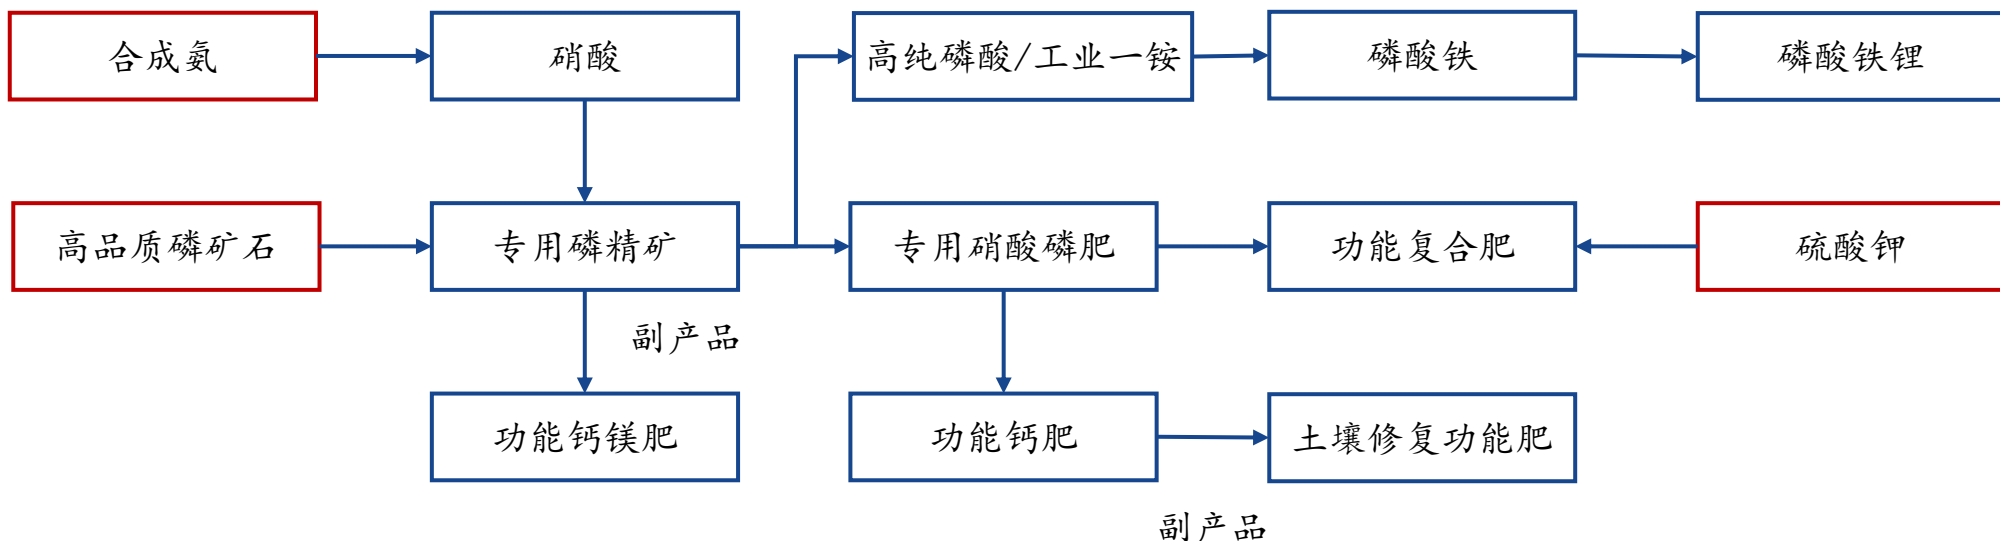 合成氨
硝酸
高纯磷酸/工业一铵
磷酸铁
磷酸铁锂
高品质磷矿石
专用磷精矿
专用硝酸磷肥
功能复合肥
硫酸钾
副产品
功能钙镁肥
功能钙肥
土壤修复功能肥
副产品